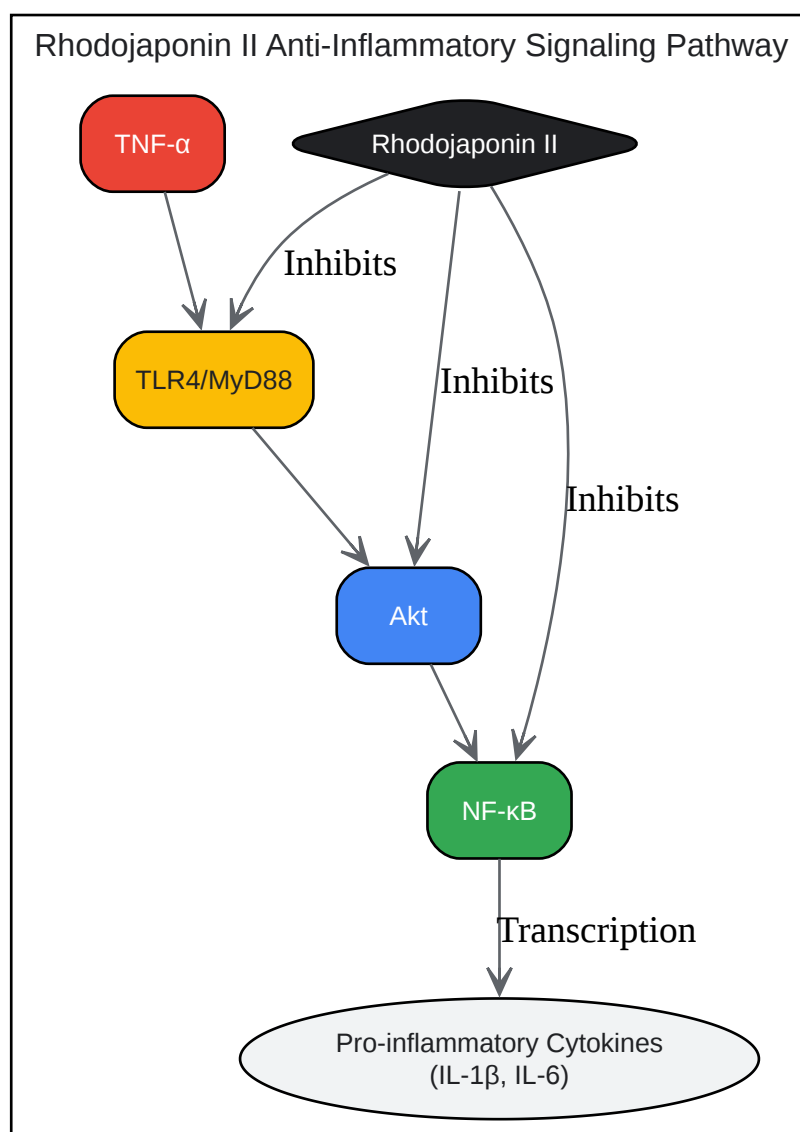 Rhodojaponin II Anti-Inflammatory Signaling Pathway
TNF-α
Rhodojaponin II
Inhibits
TLR4/MyD88
Inhibits
Inhibits
Akt
NF-κB
Transcription
Pro-inflammatory Cytokines
(IL-1β, IL-6)